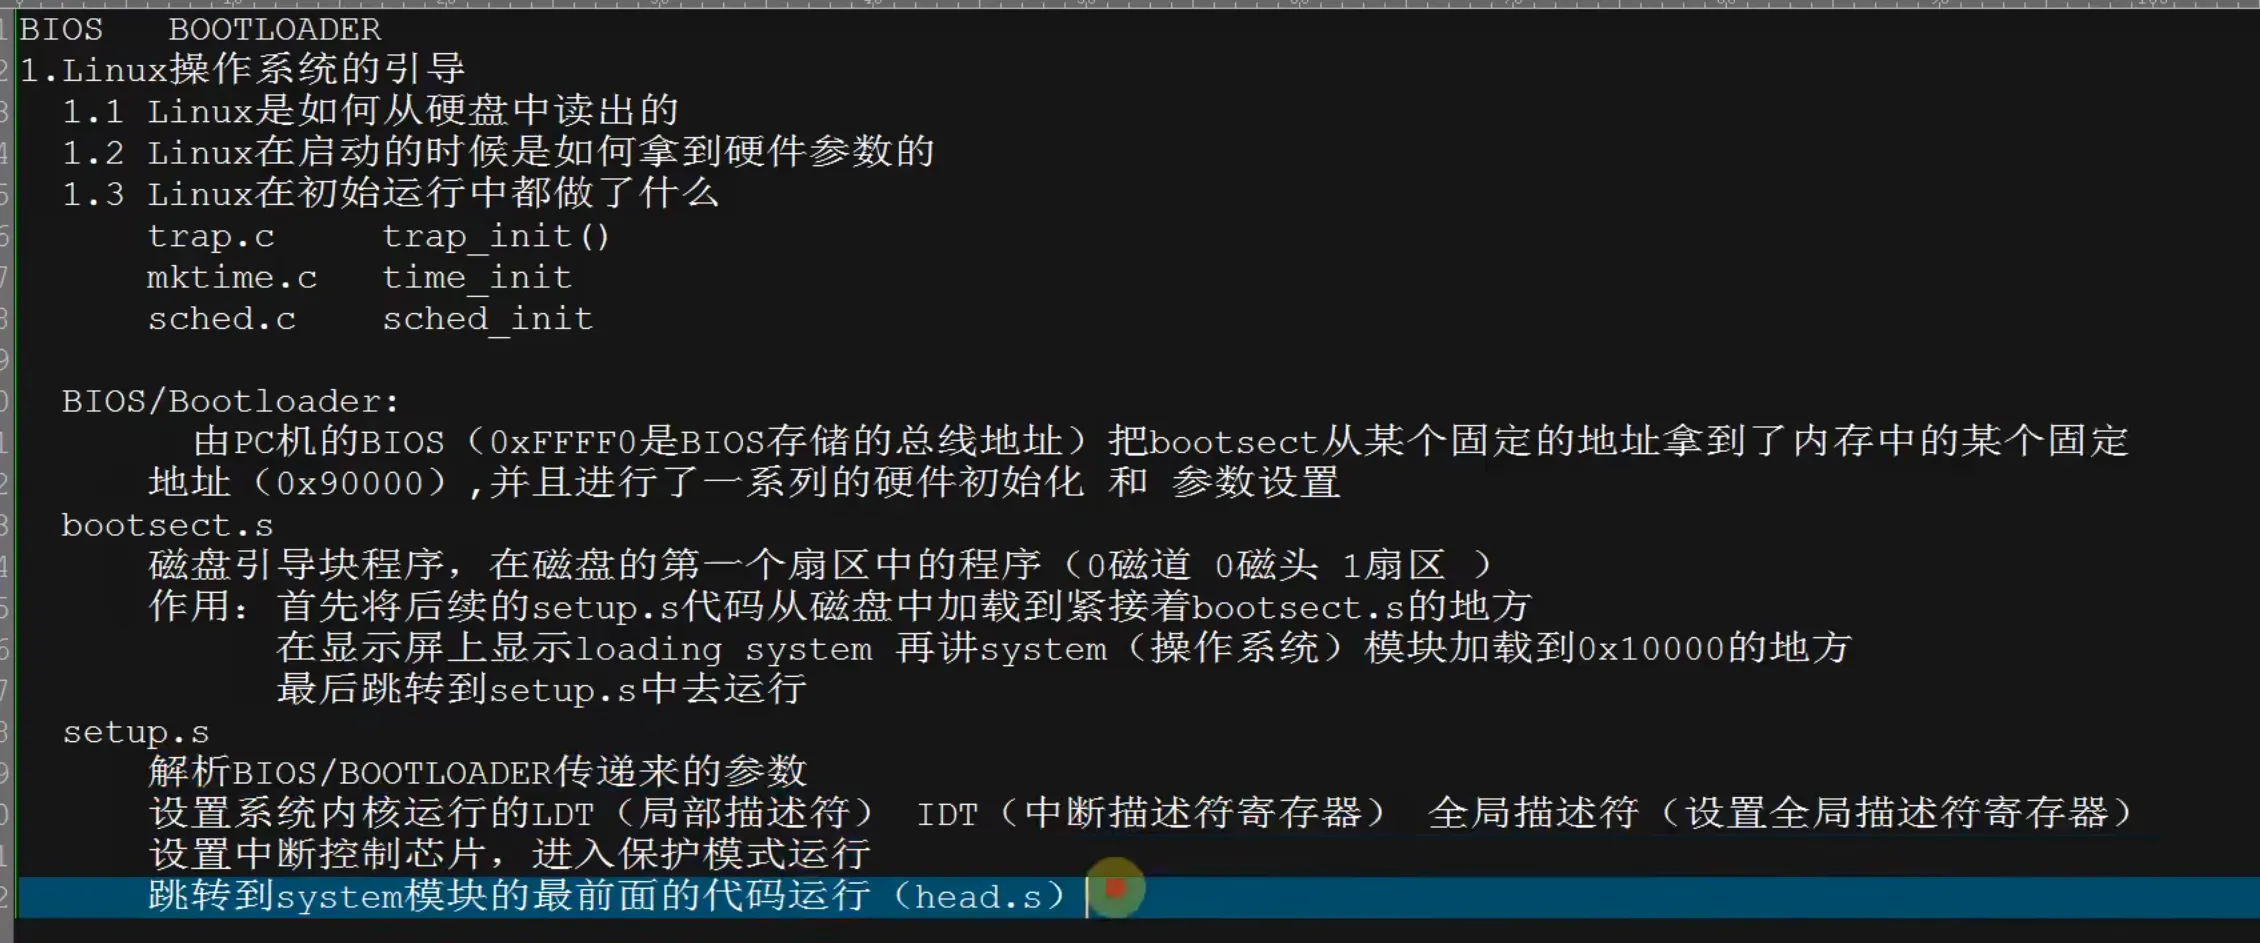 BIOS   BOOTLOADER
1.Linux操作系统的引导
  1.1 Linux是如何从硬盘中读出的
  1.2 Linux在启动的时候是如何拿到硬件参数的
  1.3 Linux在初始运行中都做了什么
      trap.c     trap_init()
      mktime.c   time_init
      sched.c    sched_init
  BIOS/Bootloader:
        由PC机的BIOS（0xFFFF0是BIOS存储的总线地址）把bootsect从某个固定的地址拿到了内存中的某个固定
      地址（0x90000）,并且进行了一系列的硬件初始化 和 参数设置
  bootsect.s
      磁盘引导块程序，在磁盘的第一个扇区中的程序（0磁道 0磁头 1扇区 ）
      作用：首先将后续的setup.s代码从磁盘中加载到紧接着bootsect.s的地方
            在显示屏上显示loading system 再讲system（操作系统）模块加载到0x10000的地方
            最后跳转到setup.s中去运行
  setup.s
      解析BIOS/BOOTLOADER传递来的参数
      设置系统内核运行的LDT（局部描述符） IDT（中断描述符寄存器） 全局描述符（设置全局描述符寄存器）
      设置中断控制芯片，进入保护模式运行
      跳转到system模块的最前面的代码运行（head.s）